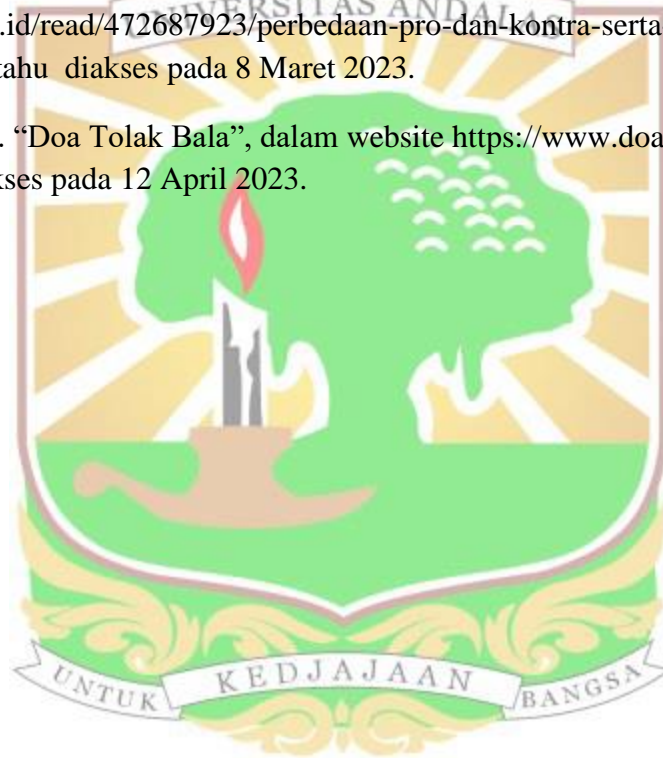 .id/read/472687923/perbedaan-pro-dan-kontra-serta-
UNIVERSITAS ANDALAS
tahu diakses pada 8 Maret 2023.
. “Doa Tolak Bala”, dalam website https://www.doa
kses pada 12 April 2023.
UNTUK KEDJAJAAN BANGSA